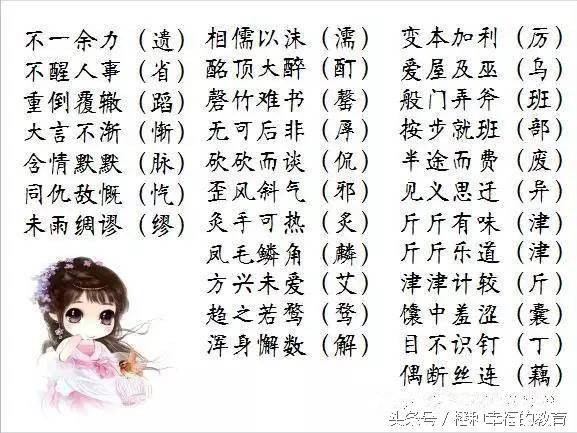 不一余力（遗）
不醒人事（省）
重倒覆辙（蹈）
大言不渐（惭）
含情默默（脉）
同仇敌慨（忾）
未雨绸谬（缪）
相儒以沫（濡）
酩顶大醉（酊）
磬竹难书（罄）
无可后非（厚）
砍砍而谈（侃）
歪风斜气（邪）
灸手可热（炙）
凤毛鳞角（麟）
方兴未爱（艾）
趋之若骛（鹜）
浑身懈数（解）
变本加利（厉）
爱屋及巫（乌）
般门弄斧（班）
按步就班（部）
半途而费（废）
见义思迁（异）
斤斤有味（津）
斤斤乐道（津）
津津计较（斤）
馕中羞涩（囊）
目不识钉（丁）
偶断丝连（藕）
头条号/幸福的教育